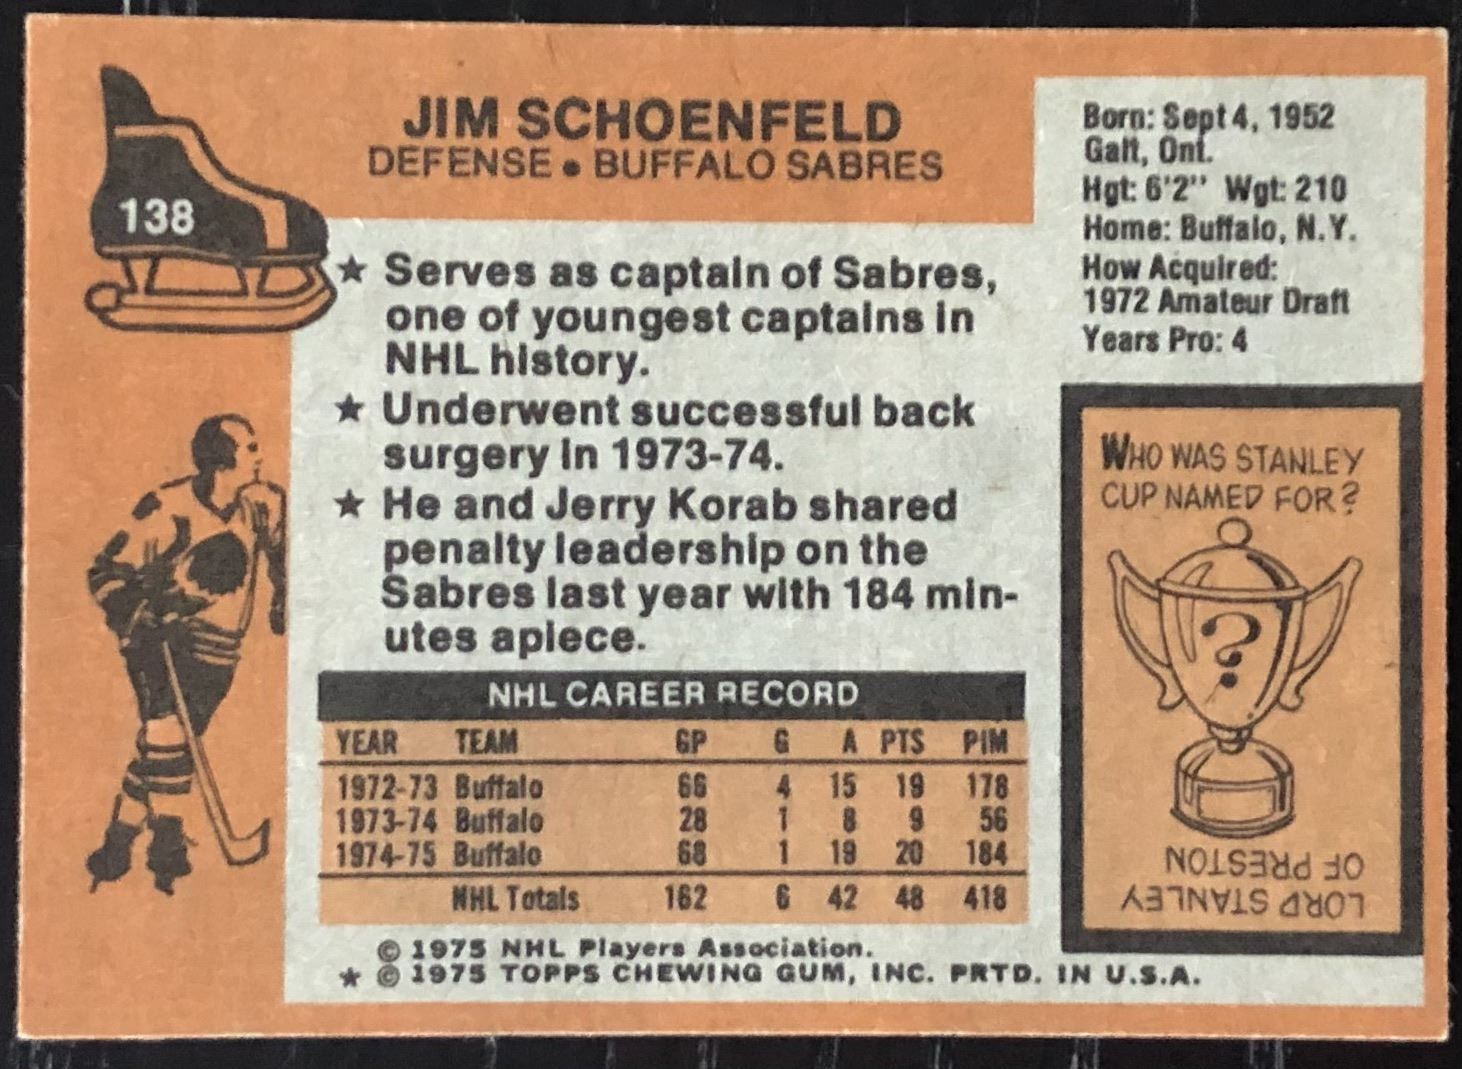 138
JIM SCHOENFELD
DEFENSE • BUFFALO SABRES
Born: Sept 4, 1952
Galt, Ont.
Hgt: 6'2" Wgt: 210
Home: Buffalo, N.Y.
How Acquired:
1972 Amateur Draft
Years Pro: 4
★ Serves as captain of Sabres,
one of youngest captains in
NHL history.
★ Underwent successful back
surgery in 1973-74.
★ He and Jerry Korab shared
penalty leadership on the
Sabres last year with 184 min-
utes apiece.
NHL CAREER RECORD
YEAR TEAM GP G A PTS PIM
1972-73 Buffalo 66 4 15 19 178
1973-74 Buffalo 28 1 8 9 56
1974-75 Buffalo 68 1 19 20 184
NHL Totals 162 6 42 48 418
WHO WAS STANLEY
CUP NAMED FOR?
?
LORD STANLEY
OF PRESTON
© 1975 NHL Players Association.
★ © 1975 TOPPS CHEWING GUM, INC. PRTD. IN U.S.A.